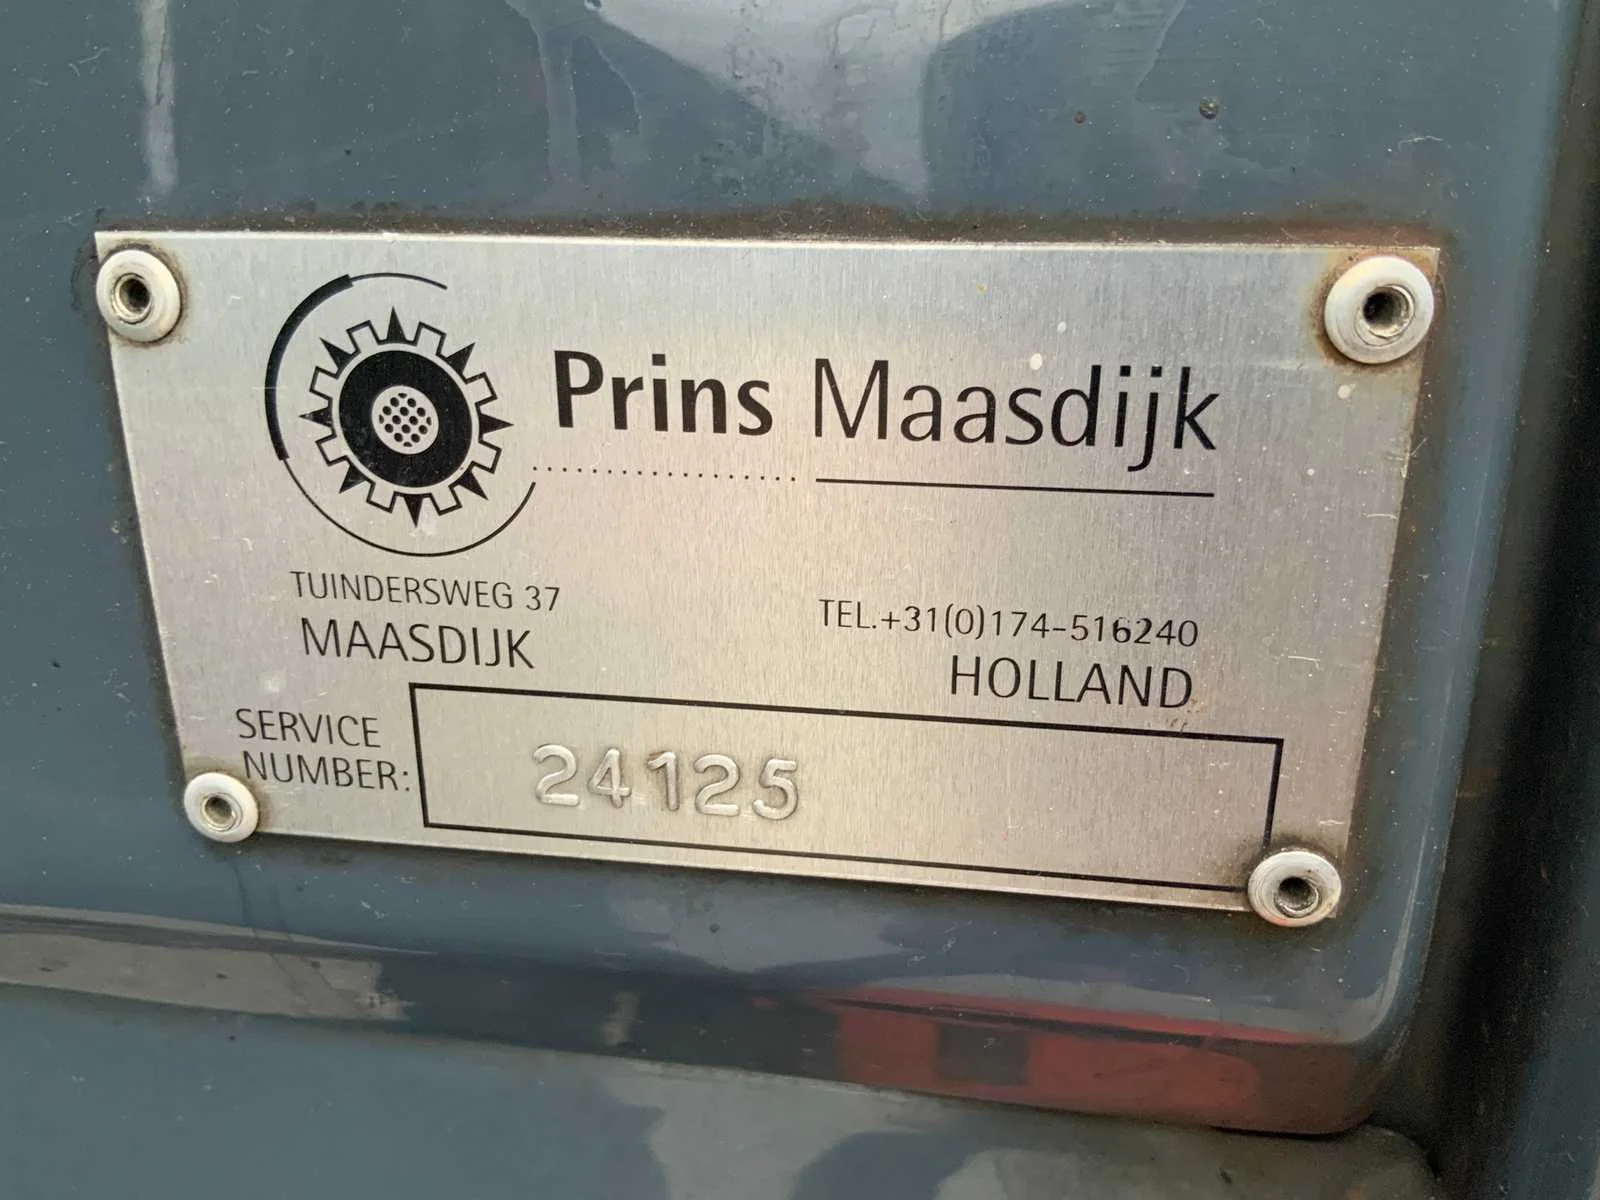 Prins Maasdijk
TUINDERSWEG 37
MAASDIJK
TEL.+31(0)174-516240
HOLLAND
SERVICE
NUMBER:
24125